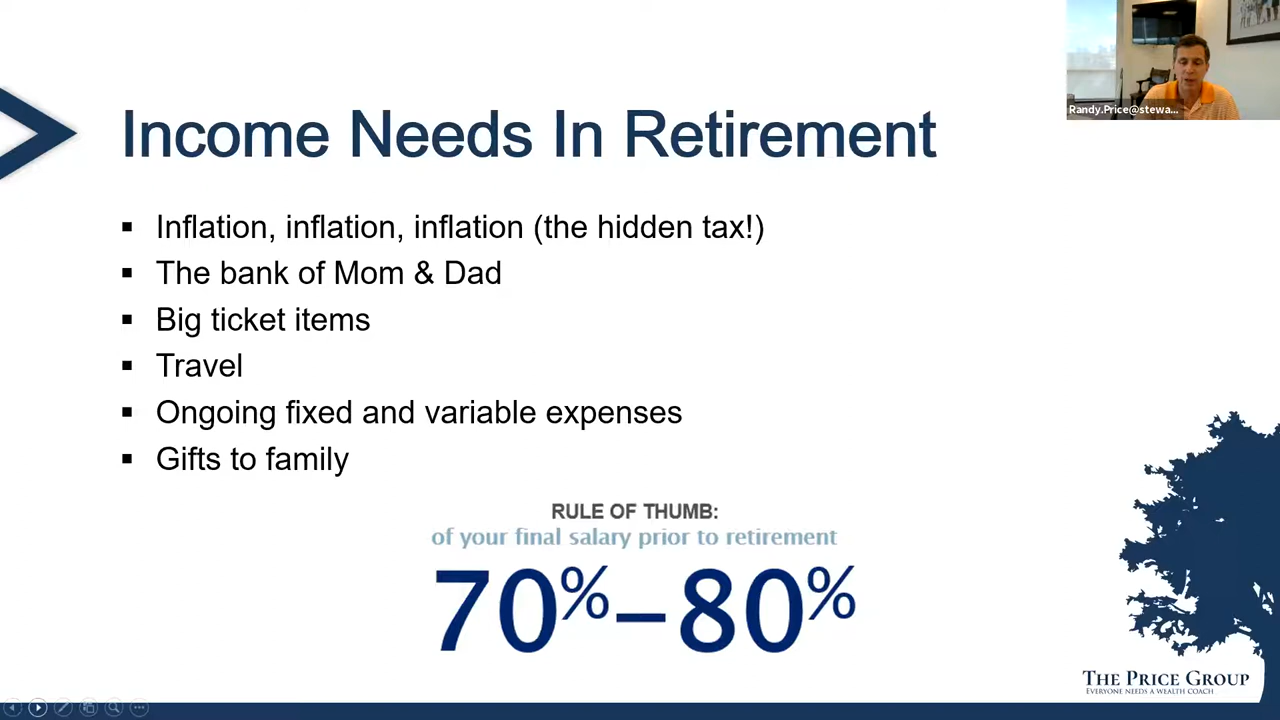 Income Needs In Retirement
Inflation, inflation, inflation (the hidden tax!)
The bank of Mom & Dad
Big ticket items
Travel
Ongoing fixed and variable expenses
Gifts to family
RULE OF THUMB:
of your final salary prior to retirement
70%–80%
Randy.Price@stewa...
THE PRICE GROUP
EVERYONE NEEDS A WEALTH COACH